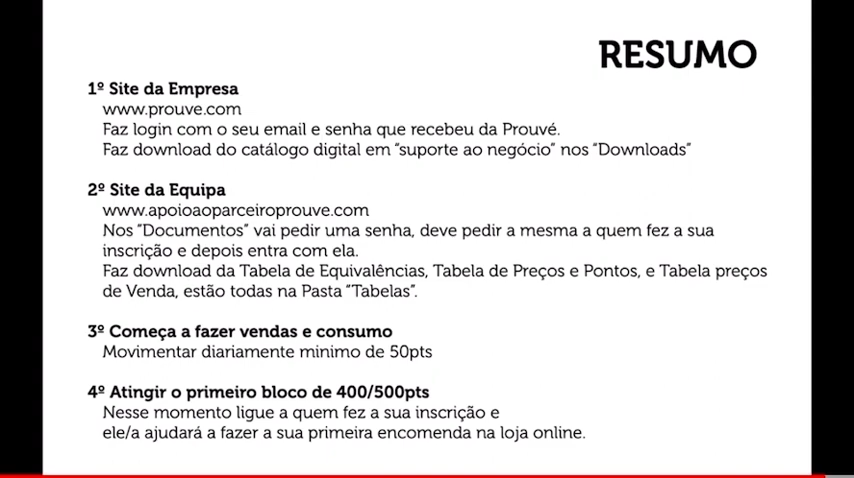 RESUMO
1º Site da Empresa
www.prouve.com
Faz login com o seu email e senha que recebeu da Prouvé.
Faz download do catálogo digital em "suporte ao negócio" nos "Downloads"
2º Site da Equipa
www.apoioaoparceiroprouve.com
Nos "Documentos" vai pedir uma senha, deve pedir a mesma a quem fez a sua
inscrição e depois entra com ela.
Faz download da Tabela de Equivalências, Tabela de Preços e Pontos, e Tabela preços
de Venda, estão todas na Pasta "Tabelas".
3º Começa a fazer vendas e consumo
Movimentar diariamente minimo de 50pts
4º Atingir o primeiro bloco de 400/500pts
Nesse momento ligue a quem fez a sua inscrição e
ele/a ajudará a fazer a sua primeira encomenda na loja online.